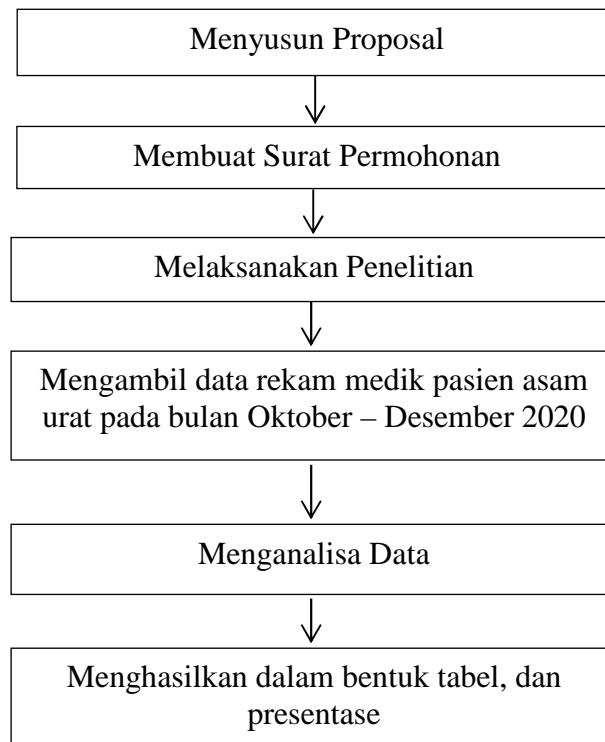 Menyusun Proposal
Membuat Surat Permohonan
Melaksanakan Penelitian
Mengambil data rekam medik pasien asam
urat pada bulan Oktober – Desember 2020
Menganalisa Data
Menghasilkan dalam bentuk tabel, dan
presentase